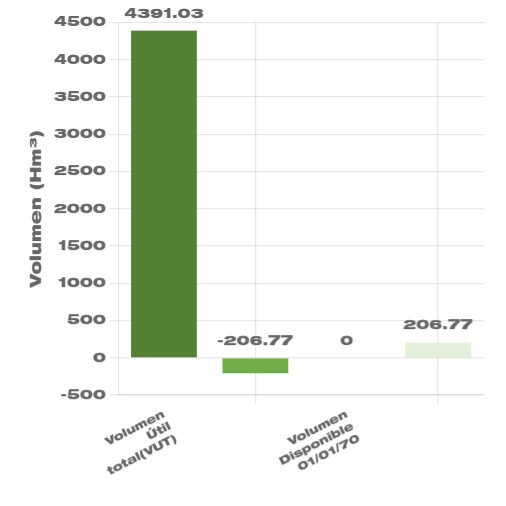 4391.03
4500
4000
3500
3000
2500
2000
1500
1000
500
0
-500
Volumen (Hm³)
-206.77
0
206.77
Volumen
Útil
total(VUT)
Volumen
Disponible
01/01/70